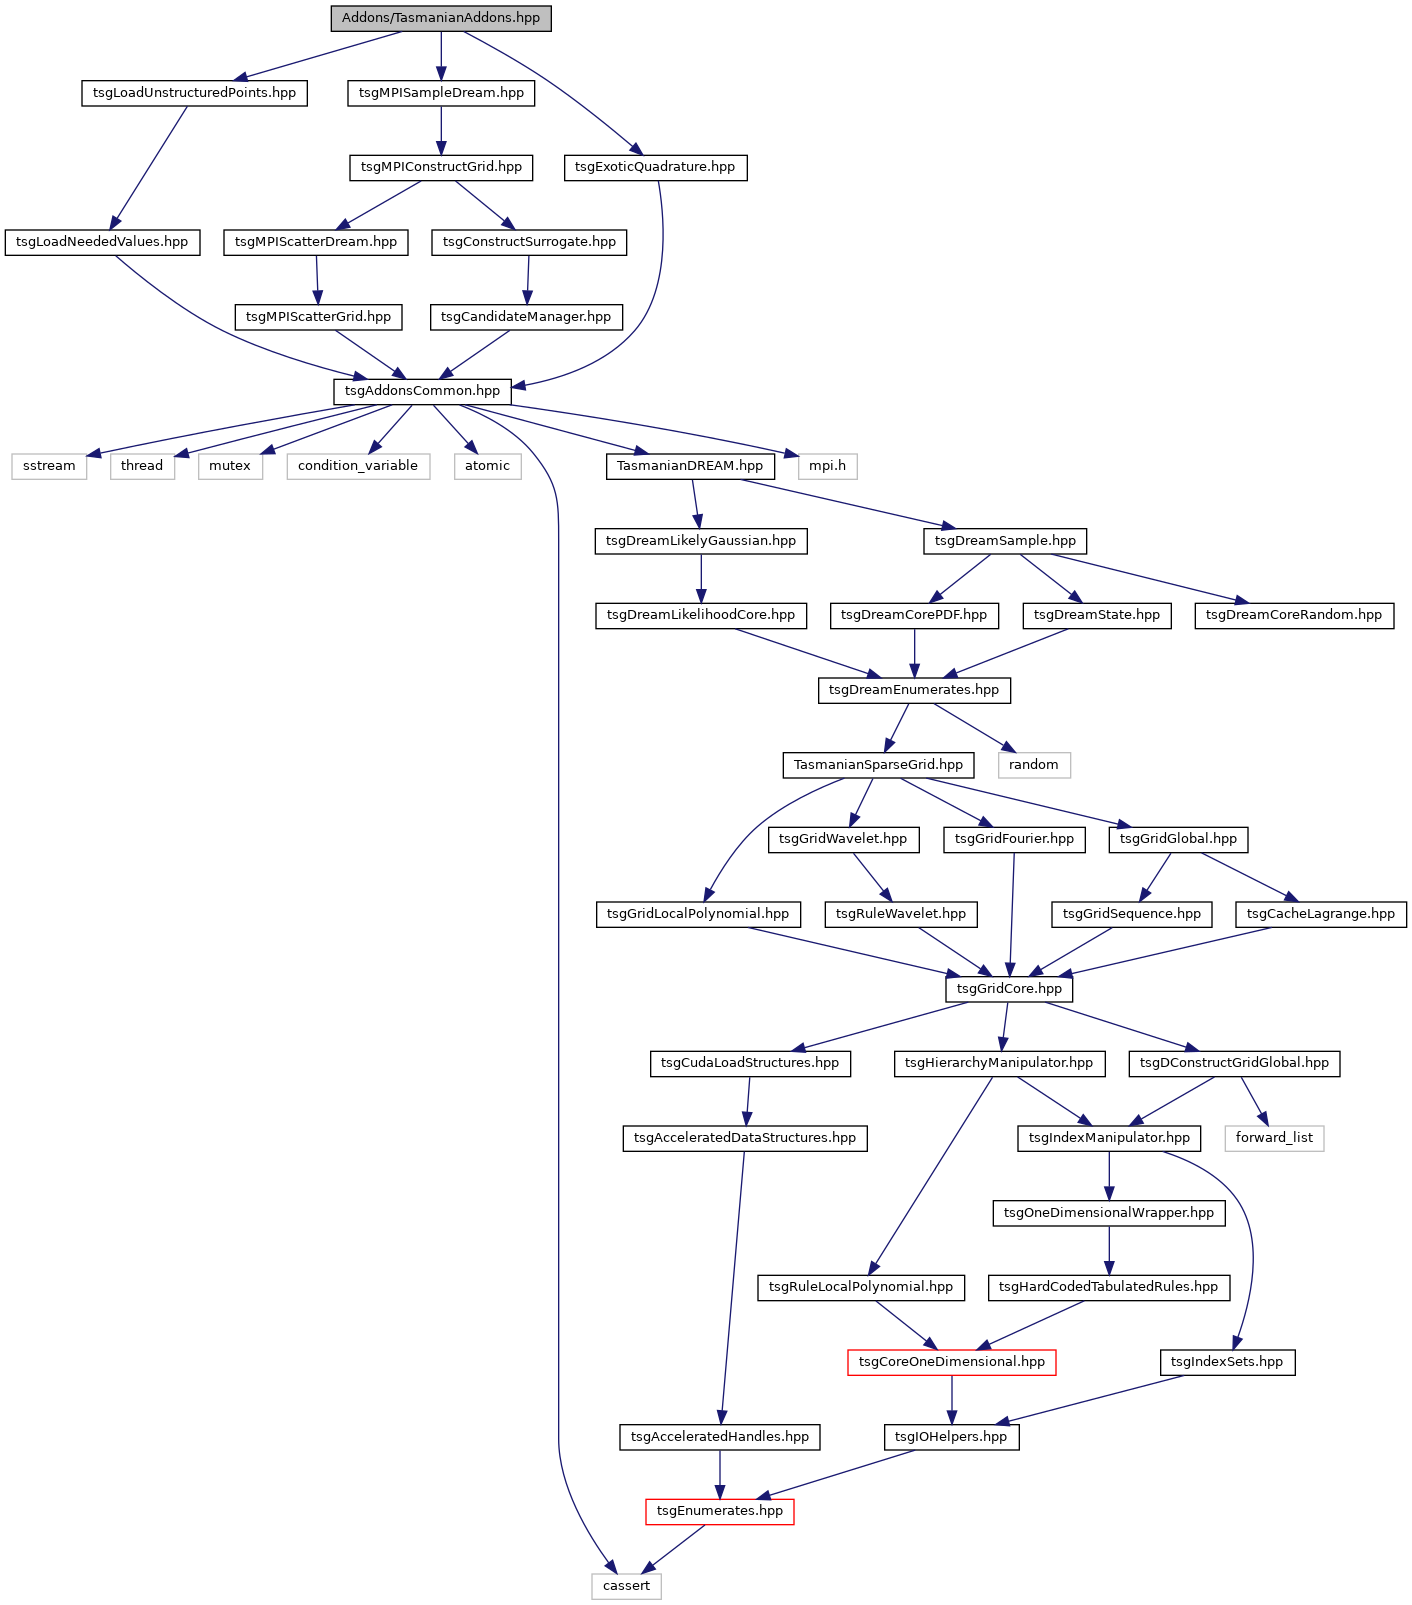 Addons/TasmanianAddons.hpp
tsgLoadUnstructuredPoints.hpp
tsgMPISampleDream.hpp
tsgMPIConstructGrid.hpp
tsgExoticQuadrature.hpp
tsgLoadNeededValues.hpp
tsgMPIScatterDream.hpp
tsgConstructSurrogate.hpp
tsgMPIScatterGrid.hpp
tsgCandidateManager.hpp
tsgAddonsCommon.hpp
sstream
thread
mutex
condition_variable
atomic
TasmanianDREAM.hpp
mpi.h
tsgDreamLikelyGaussian.hpp
tsgDreamSample.hpp
tsgDreamLikelihoodCore.hpp
tsgDreamCorePDF.hpp
tsgDreamState.hpp
tsgDreamCoreRandom.hpp
tsgDreamEnumerates.hpp
TasmanianSparseGrid.hpp
random
tsgGridWavelet.hpp
tsgGridFourier.hpp
tsgGridGlobal.hpp
tsgGridLocalPolynomial.hpp
tsgRuleWavelet.hpp
tsgGridSequence.hpp
tsgCacheLagrange.hpp
tsgGridCore.hpp
tsgCudaLoadStructures.hpp
tsgHierarchyManipulator.hpp
tsgDConstructGridGlobal.hpp
tsgAcceleratedDataStructures.hpp
tsgIndexManipulator.hpp
forward_list
tsgOneDimensionalWrapper.hpp
tsgRuleLocalPolynomial.hpp
tsgHardCodedTabulatedRules.hpp
tsgCoreOneDimensional.hpp
tsgIndexSets.hpp
tsgAcceleratedHandles.hpp
tsgIOHelpers.hpp
tsgEnumerates.hpp
cassert